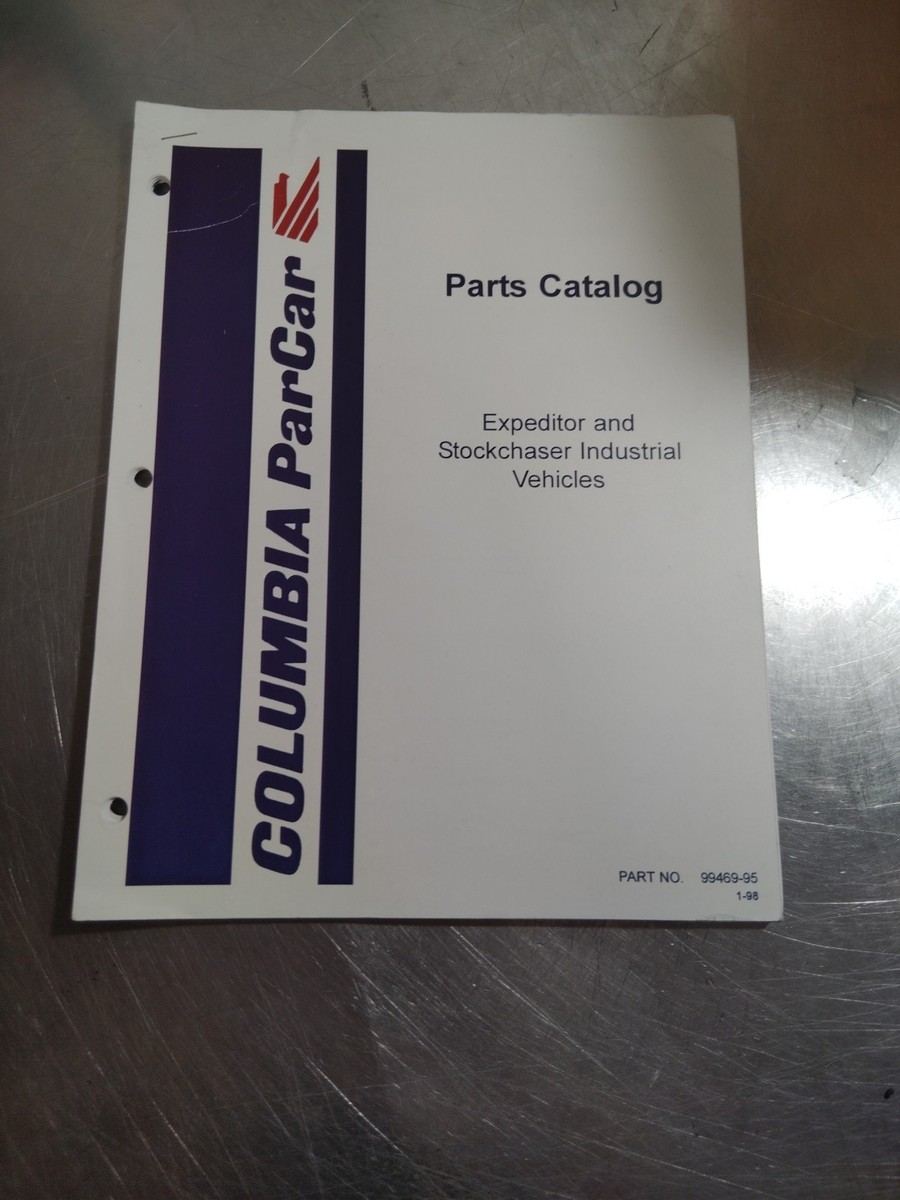 COLUMBIA ParCar
Parts Catalog
Expeditor and
Stockchaser Industrial
Vehicles
PART NO. 99469-95
1-98